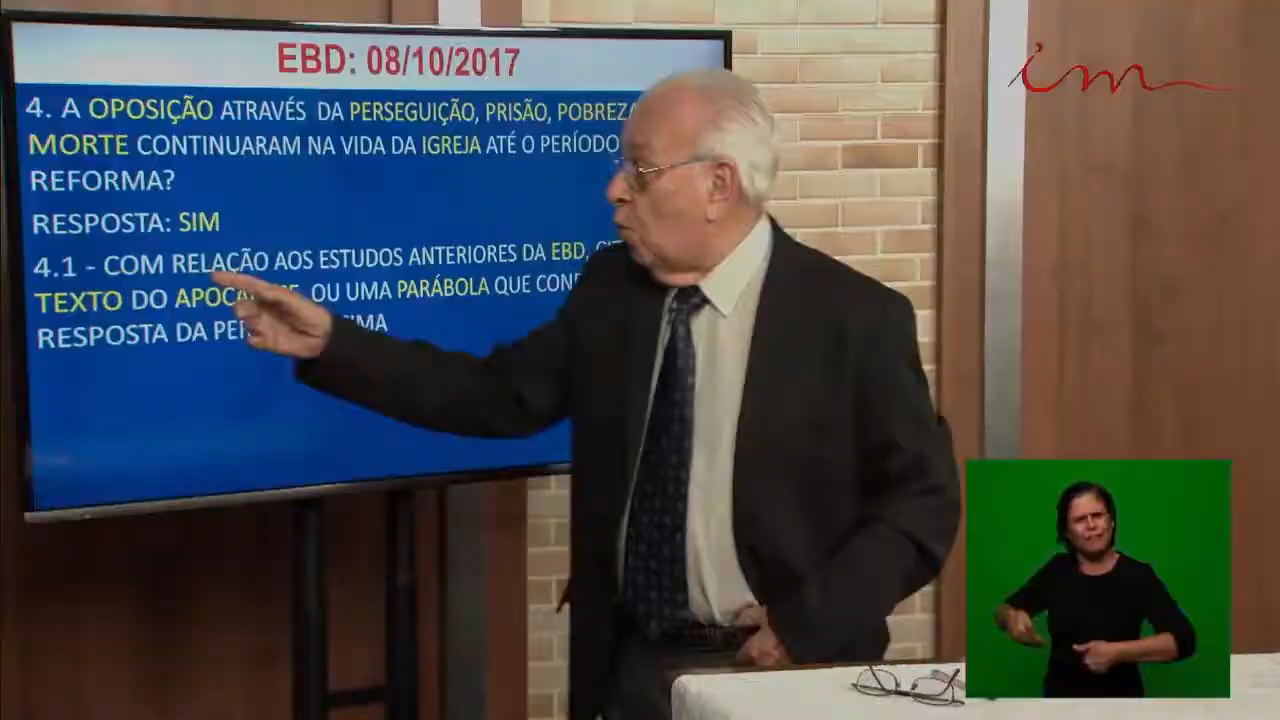 EBD: 08/10/2017
4. A OPOSIÇÃO ATRAVÉS DA PERSEGUIÇÃO, PRISÃO, POBREZA
MORTE CONTINUARAM NA VIDA DA IGREJA ATÉ O PERÍODO
REFORMA?
RESPOSTA: SIM
4.1 - COM RELAÇÃO AOS ESTUDOS ANTERIORES DA EBD,
TEXTO DO OU UMA PARÁBOLA QUE
RESPOSTA DA
im